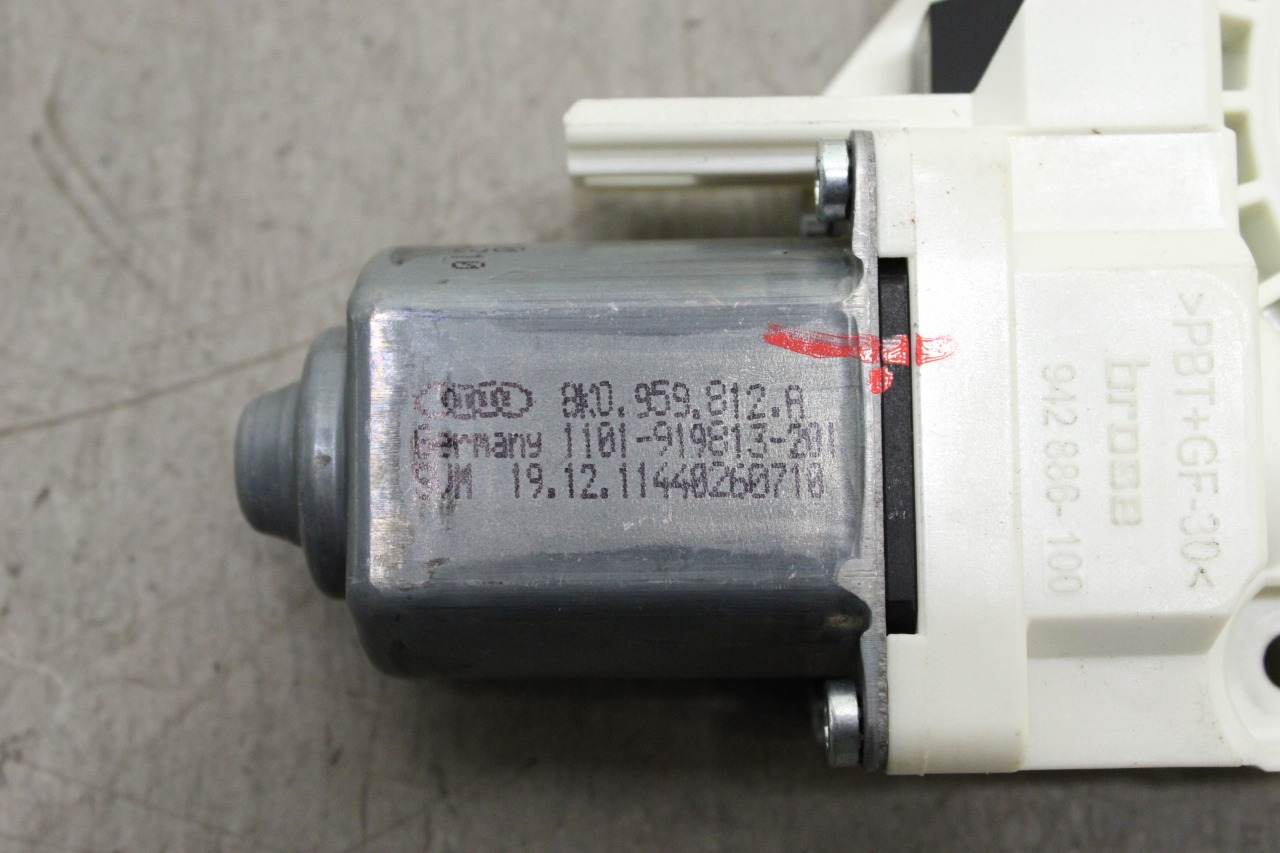 8K0.959.812.A
Germany 1101-919813-201
19.12.11440260710
>PBT+GF-30<
brose
942 886-100